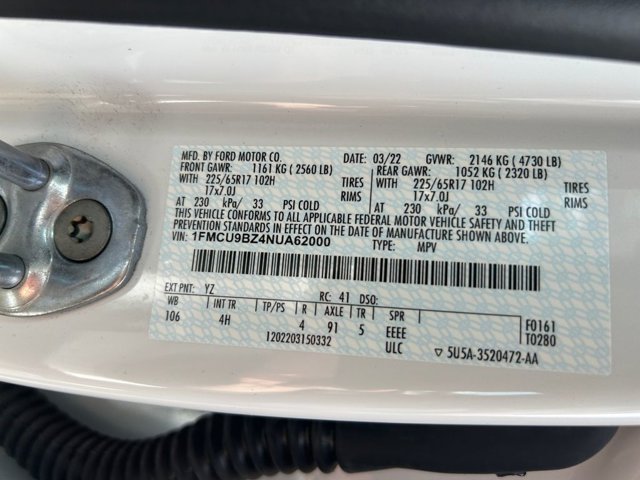 MFD. BY FORD MOTOR CO. DATE: 03/22 GVWR: 2146 KG ( 4730 LB)
FRONT GAWR: 1161 KG ( 2560 LB) REAR GAWR: 1052 KG ( 2320 LB)
WITH 225/65R17 102H TIRES WITH 225/65R17 102H TIRES
17x7.0J RIMS 17x7.0J RIMS
AT 230 kPa/ 33 PSI COLD AT 230 kPa/ 33 PSI COLD
THIS VEHICLE CONFORMS TO ALL APPLICABLE FEDERAL MOTOR VEHICLE SAFETY AND THEFT
PREVENTION STANDARDS IN EFFECT ON THE DATE OF MANUFACTURE SHOWN ABOVE.
VIN: 1FMCU9BZ4NUA62000 TYPE: MPV
EXT PNT: YZ RC: 41 DSO:
WB INT TR TP/PS R AXLE TR SPR F0161
106 4H 4 91 5 EEEE T0280
1202203150332 ULC ▽ 5U5A-3520472-AA